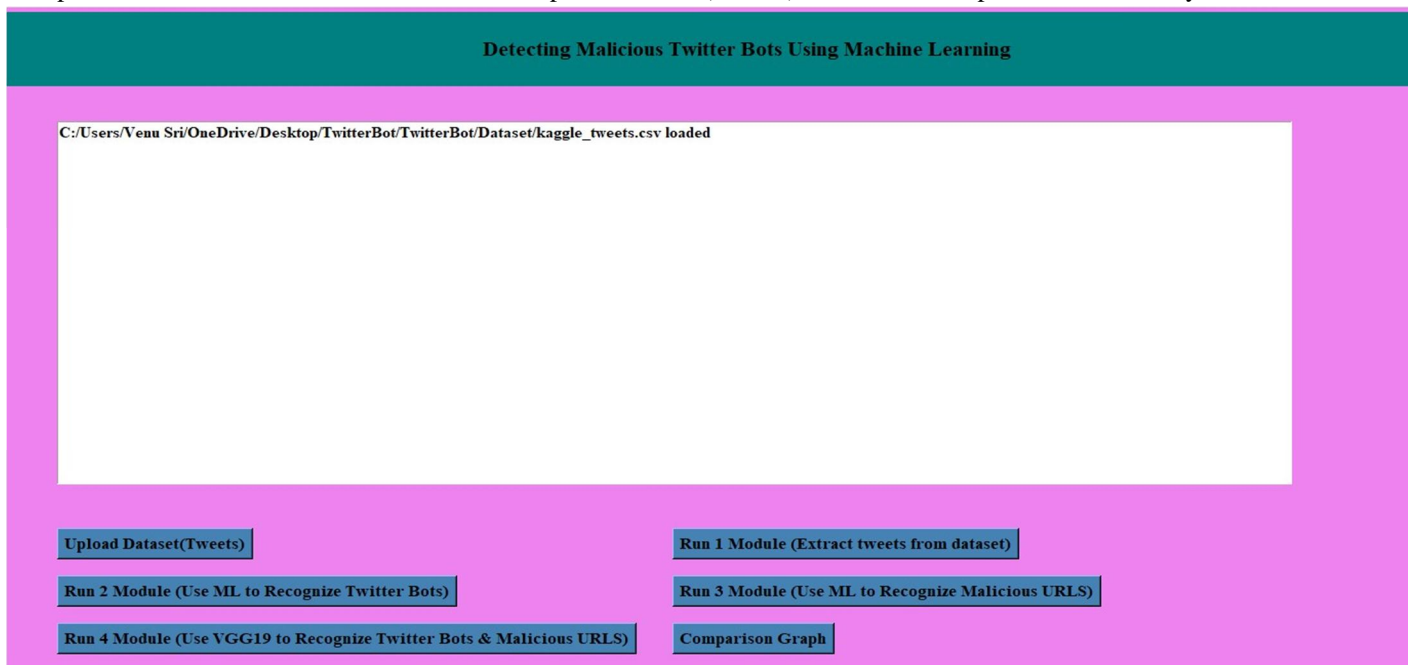 Detecting Malicious Twitter Bots Using Machine Learning
C:/Users/Venu Sri/OneDrive/Desktop/TwitterBot/TwitterBot/Dataset/kaggle_tweets.csv loaded
Upload Dataset(Tweets)
Run 1 Module (Extract tweets from dataset)
Run 2 Module (Use ML to Recognize Twitter Bots)
Run 3 Module (Use ML to Recognize Malicious URLS)
Run 4 Module (Use VGG19 to Recognize Twitter Bots & Malicious URLS)
Comparison Graph